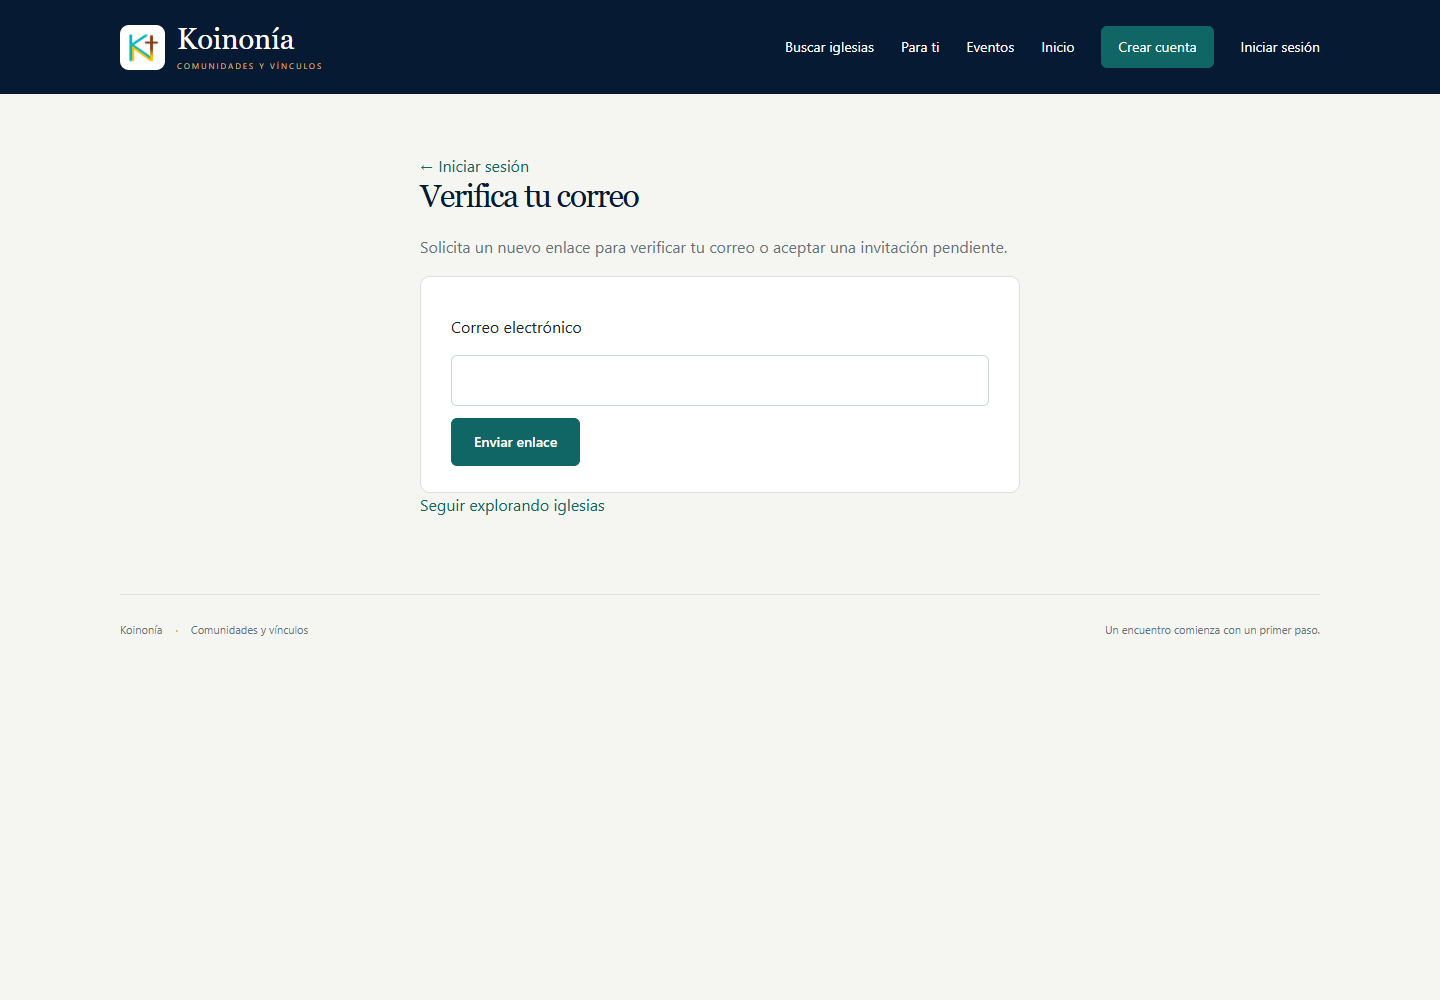 Koinonía
COMUNIDADES Y VÍNCULOS
Buscar iglesias
Para ti
Eventos
Inicio
Crear cuenta
Iniciar sesión
← Iniciar sesión
Verifica tu correo
Solicita un nuevo enlace para verificar tu correo o aceptar una invitación pendiente.
Correo electrónico
Enviar enlace
Seguir explorando iglesias
Koinonía · Comunidades y vínculos
Un encuentro comienza con un primer paso.